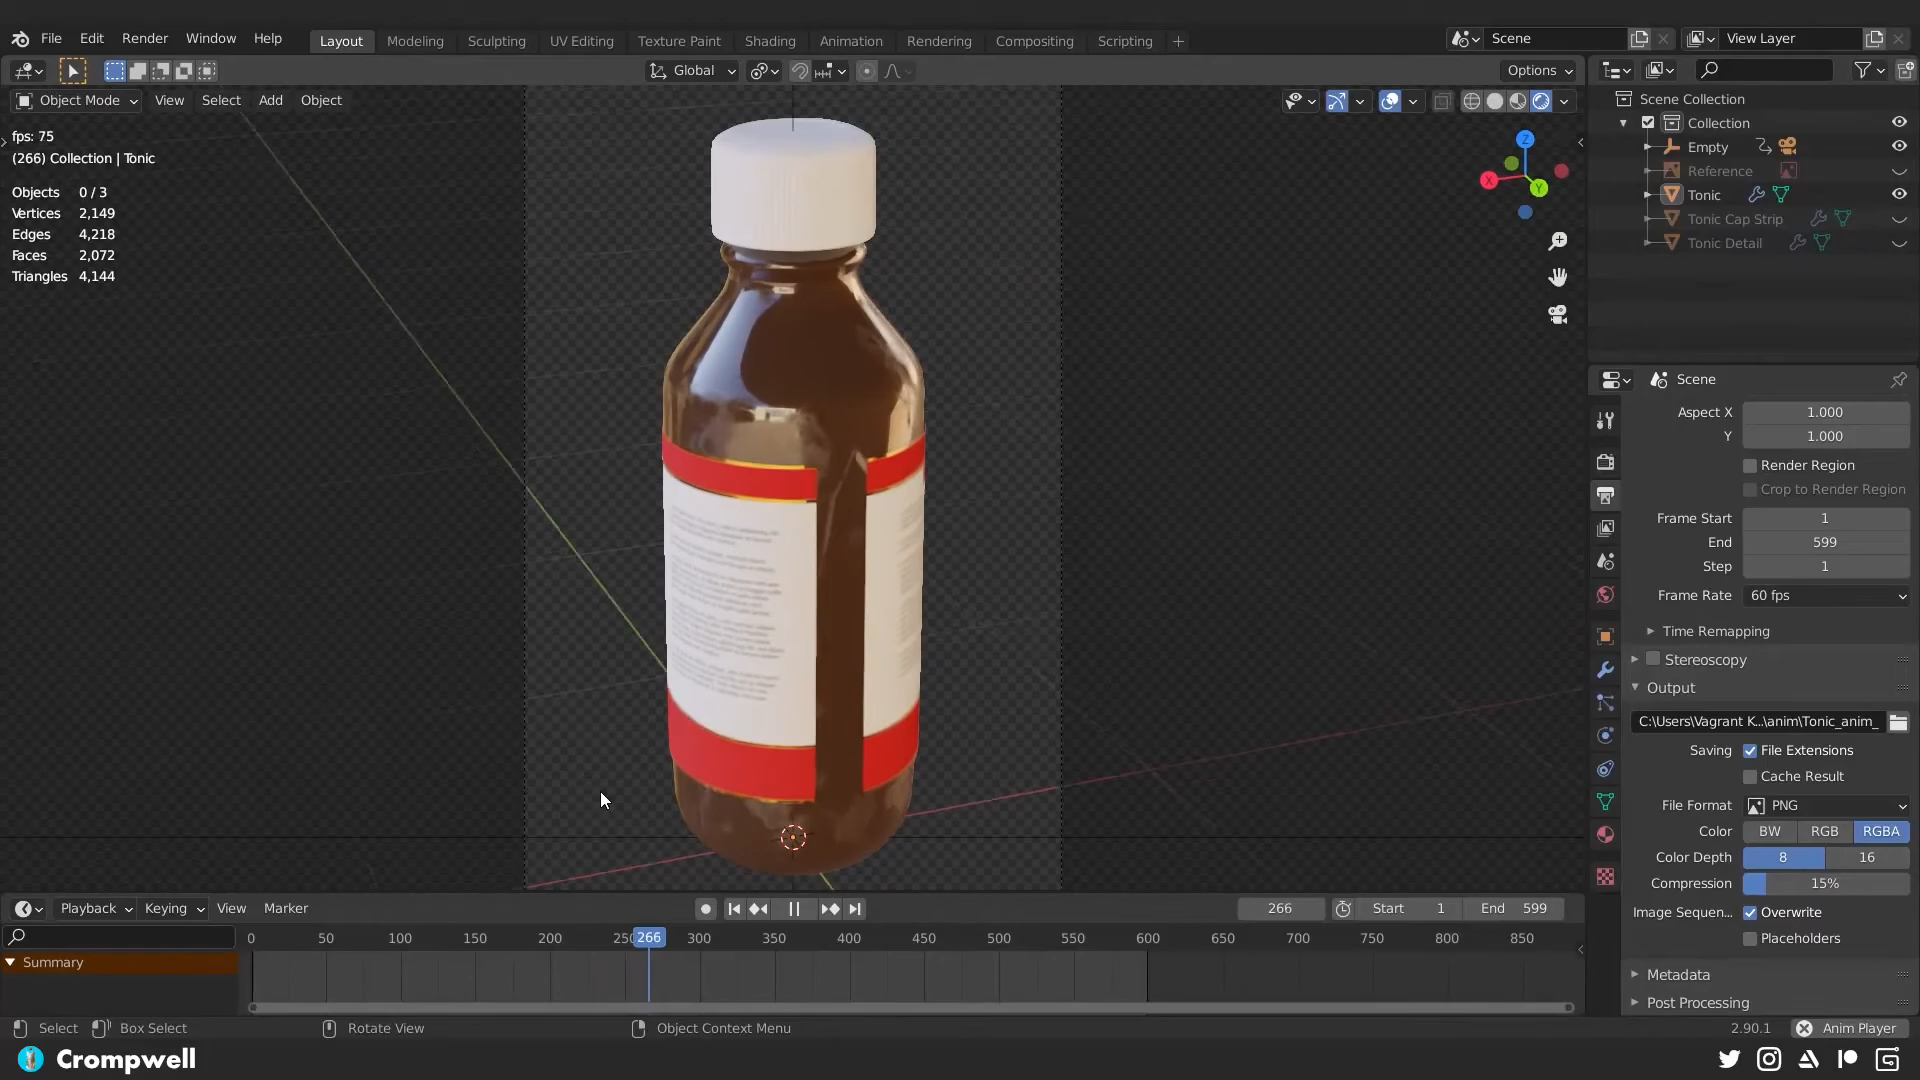 File Edit Render Window Help
Layout Modeling Sculpting UV Editing Texture Paint Shading Animation Rendering Compositing Scripting +
Scene
View Layer
Global
Options
Object Mode View Select Add Object
fps: 75
(266) Collection | Tonic
Objects 0 / 3
Vertices 2,149
Edges 4,218
Faces 2,072
Triangles 4,144
Z
X
Y
Scene Collection
Collection
Empty
Reference
Tonic
Tonic Cap Strip
Tonic Detail
Scene
Aspect X 1.000
Y 1.000
Render Region
Crop to Render Region
Frame Start 1
End 599
Step 1
Frame Rate 60 fps
Time Remapping
Stereoscopy
Output
C:\Users\Vagrant K...\anim\Tonic_anim_
Saving File Extensions
Cache Result
File Format PNG
Color BW RGB RGBA
Color Depth 8 16
Compression 15%
Image Sequen... Overwrite
Placeholders
Metadata
Post Processing
Playback Keying View Marker
266 Start 1 End 599
0 50 100 150 200 250 266 300 350 400 450 500 550 600 650 700 750 800 850
Summary
Select Box Select Rotate View Object Context Menu
2.90.1 Anim Player
Crompwell